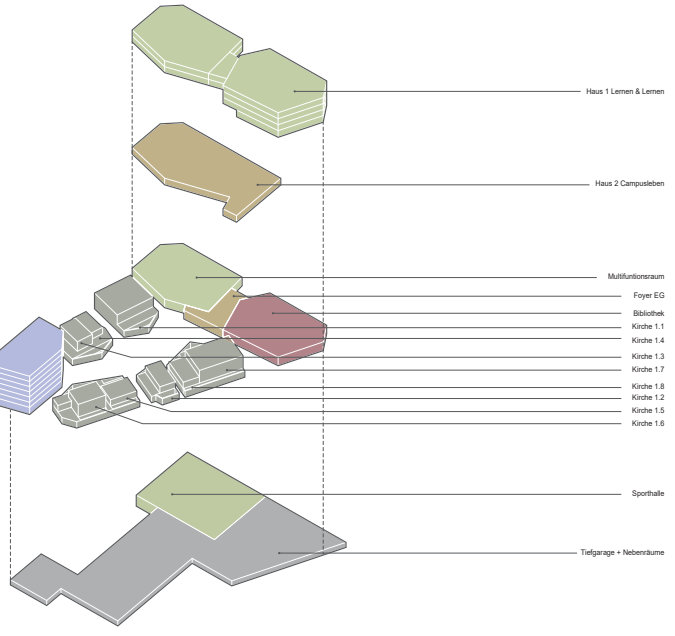 Haus 1 Lernen & Lernen
Haus 2 Campusleben
Multifuntionsraum
Foyer EG
Bibliothek
Kirche 1.1
Kirche 1.4
Kirche 1.3
Kirche 1.7
Kirche 1.8
Kirche 1.2
Kirche 1.5
Kirche 1.6
Sporthalle
Tiefgarage + Nebenräume